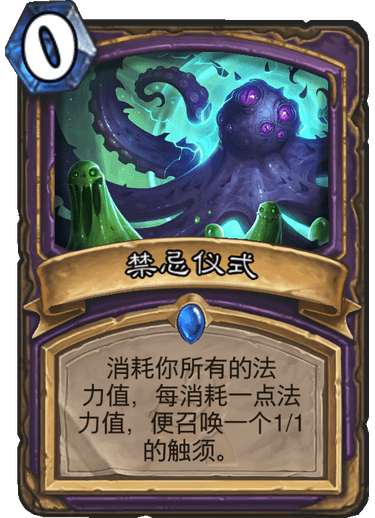 0
禁忌仪式
消耗你所有的法
力值，每消耗一点法
力值，便召唤一个1/1
的触须。